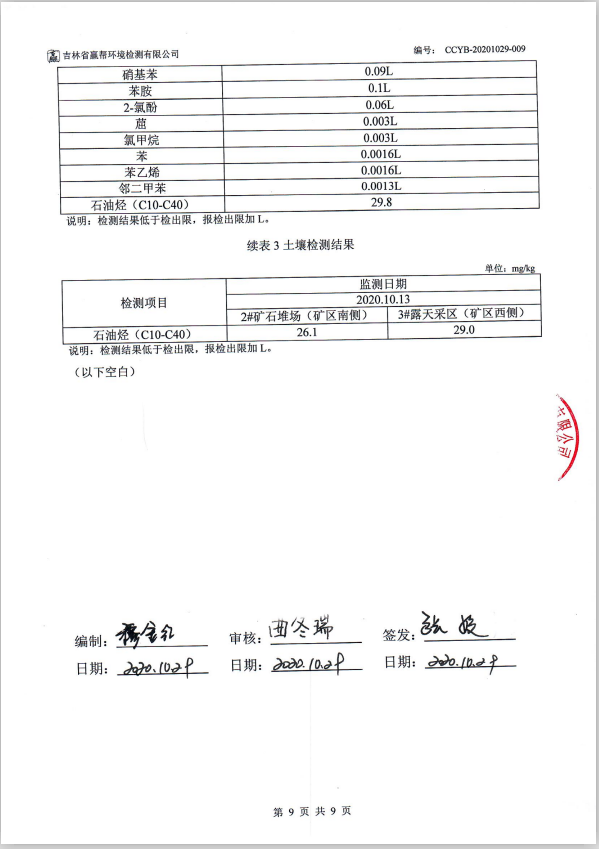 吉林省赢帮环境检测有限公司 编号: CCYB-20201029-009
硝基苯 0.09L
苯胺 0.1L
2-氯酚 0.06L
䓛 0.003L
氯甲烷 0.003L
苯 0.0016L
苯乙烯 0.0016L
邻二甲苯 0.0013L
石油烃（C10-C40） 29.8
说明：检测结果低于检出限，报检出限加 L。
续表 3 土壤检测结果
单位：mg/kg
检测项目 监测日期
2020.10.13
2#矿石堆场（矿区南侧） 3#露天采区（矿区西侧）
石油烃（C10-C40） 26.1 29.0
说明：检测结果低于检出限，报检出限加 L。
（以下空白）
限公司
编制： 审核：曲冬瑞 签发：
日期：2020.10.29 日期：2020.10.29 日期：2020.10.29
第 9 页 共 9 页